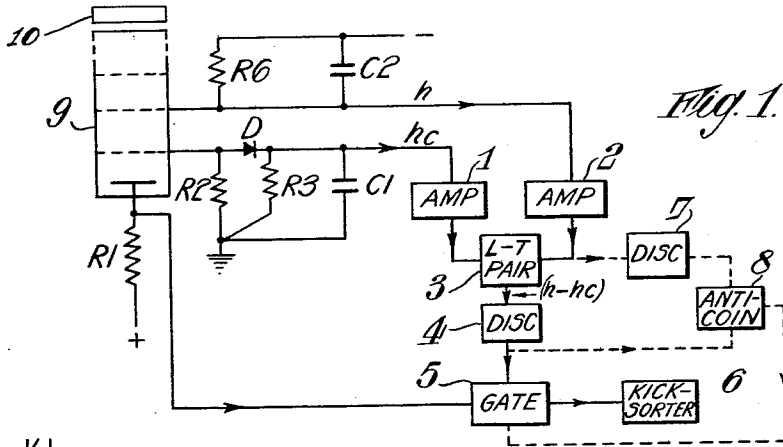 10
R6
C2
h
Fig. 1.
9
D
hc
1
2
R2
R3
C1
AMP
AMP
7
R1
L-T
PAIR
3
DISC
8
(h-hc)
ANTI-
COIN
4
DISC
+
5
6
GATE
KICK-
SORTER